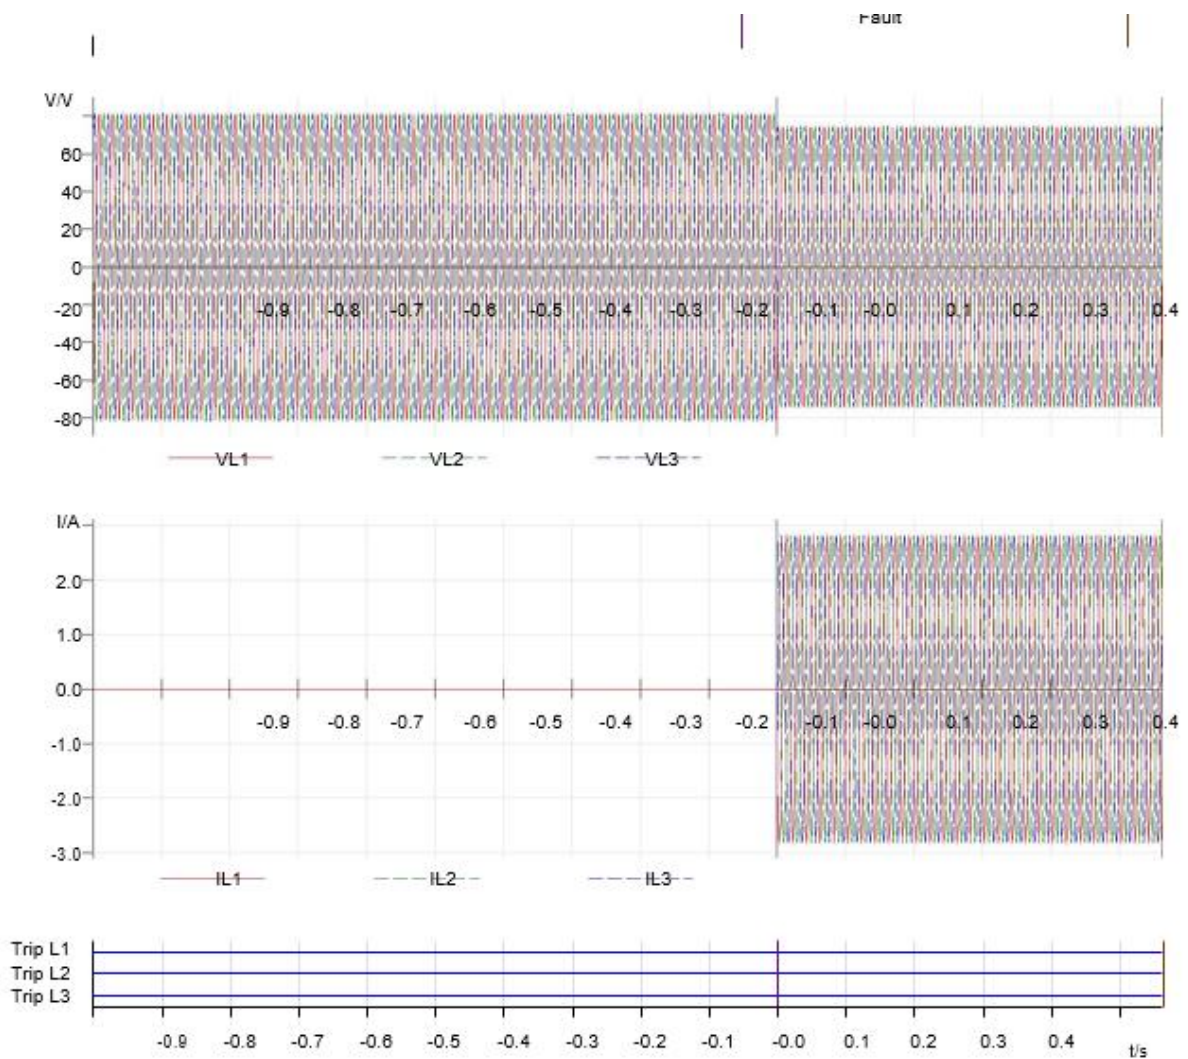 Fault
V/V
60
40
20
0
-20
-40
-60
-80
-0.9 -0.8 -0.7 -0.6 -0.5 -0.4 -0.3 -0.2 -0.1 -0.0 0.1 0.2 0.3 0.4
VL1 VL2 VL3
I/A
2.0
1.0
0.0
-1.0
-2.0
-3.0
-0.9 -0.8 -0.7 -0.6 -0.5 -0.4 -0.3 -0.2 -0.1 -0.0 0.1 0.2 0.3 0.4
IL1 IL2 IL3
Trip L1
Trip L2
Trip L3
-0.9 -0.8 -0.7 -0.6 -0.5 -0.4 -0.3 -0.2 -0.1 -0.0 0.1 0.2 0.3 0.4 t/s